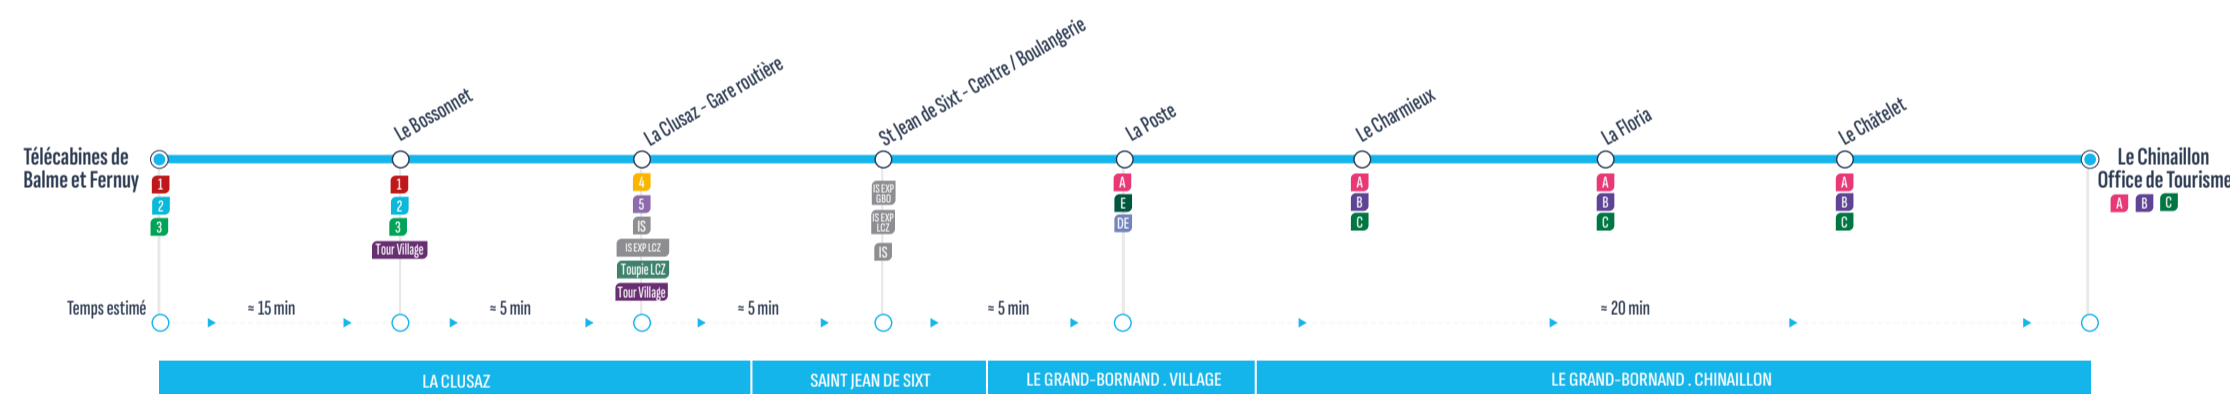 Le Bossonnet
La Clusaz - Gare routière
St Jean de Sixt - Centre / Boulangerie
La Poste
Le Charmieux
La Floria
Le Châtelet
Télécabines de
Balme et Fernuy
1
2
3
1
2
3
Tour Village
4
5
IS
IS EXP LCZ
Toupie LCZ
Tour Village
IS EXP
GBO
IS EXP
LCZ
IS
A
E
DE
A
B
C
A
B
C
A
B
C
Le Chinaillon
Office de Tourisme
A B C
Temps estimé
≈ 15 min
≈ 5 min
≈ 5 min
≈ 5 min
≈ 20 min
LA CLUSAZ
SAINT JEAN DE SIXT
LE GRAND-BORNAND . VILLAGE
LE GRAND-BORNAND . CHINAILLON